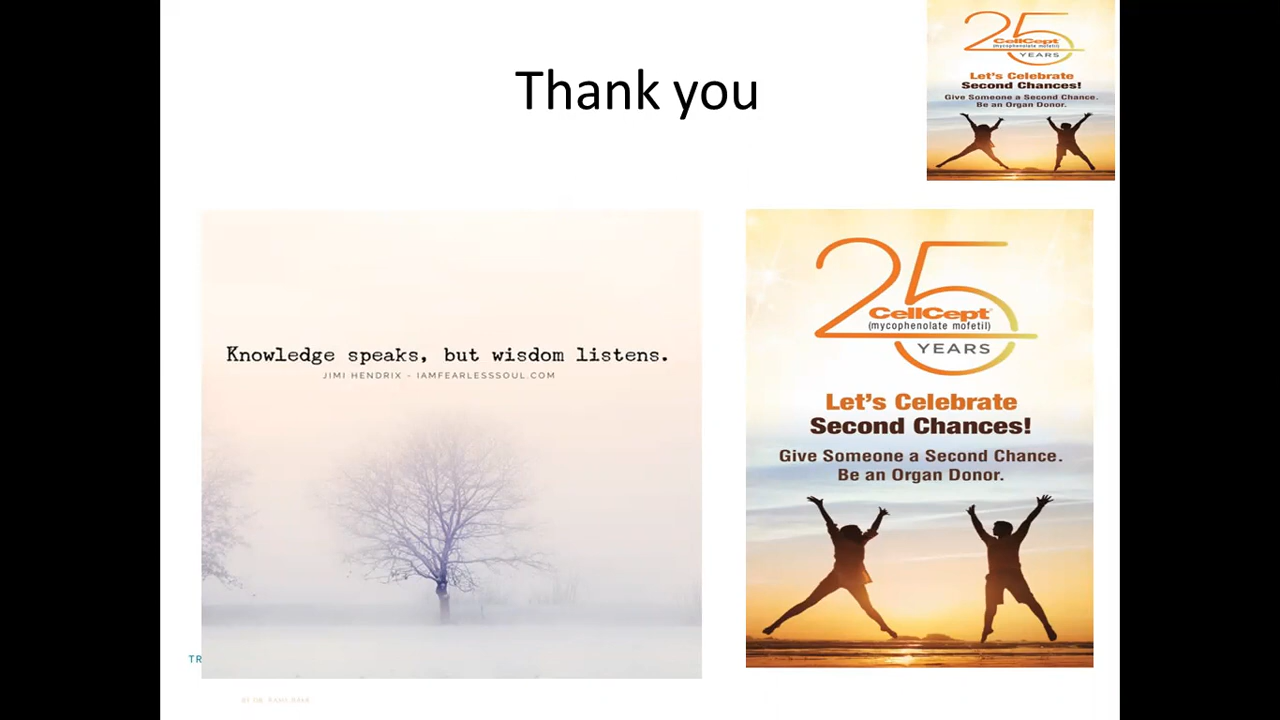 Thank you
25
CellCept
(mycophenolate mofetil)
YEARS
Let's Celebrate
Second Chances!
Give Someone a Second Chance.
Be an Organ Donor.
Knowledge speaks, but wisdom listens.
JIMI HENDRIX - IAMFEARLESSSOUL.COM
25
CellCept
(mycophenolate mofetil)
YEARS
Let's Celebrate
Second Chances!
Give Someone a Second Chance.
Be an Organ Donor.
TR